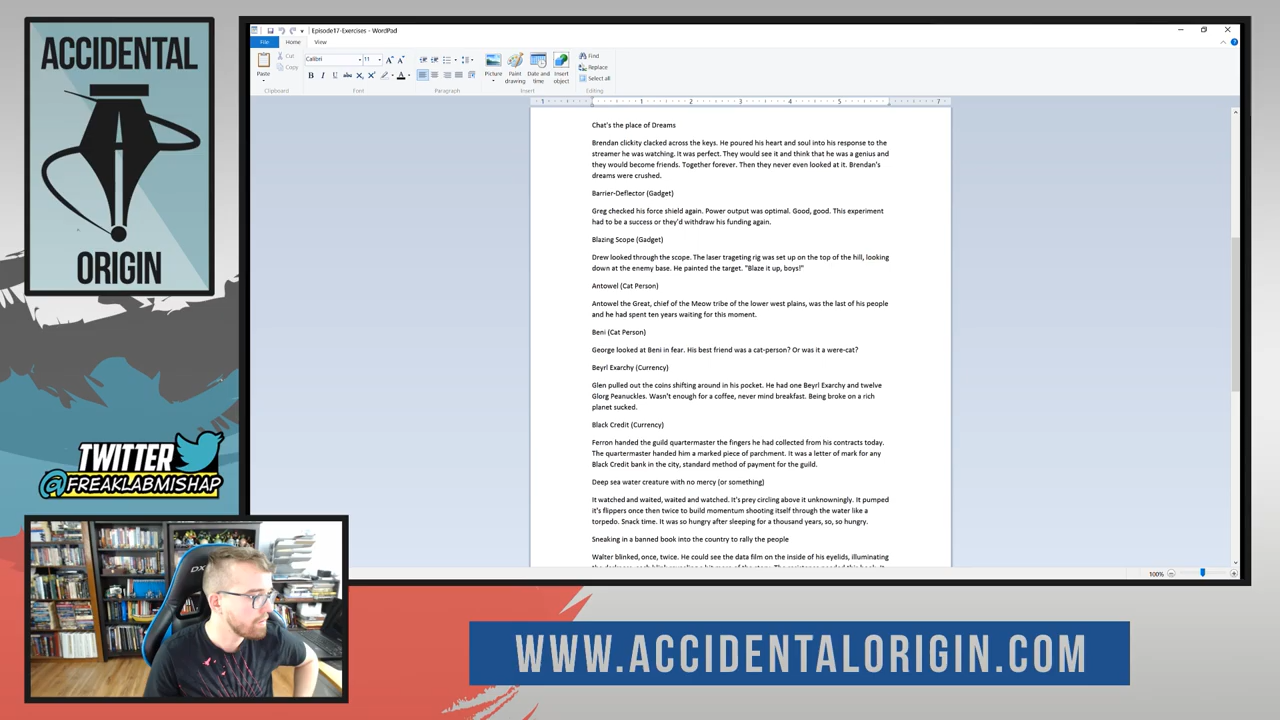 ACCIDENTAL
ORIGIN
TWITTER
@FREAKLABMISHAP
Episode17-Exercises - WordPad
File
Home
View
Paste
Cut
Copy
Clipboard
Calibri
11
Font
Paragraph
Picture
Paint
drawing
Date and
time
Insert
object
Insert
Find
Replace
Select all
Editing
1 1 2 3 4 5 7
Chat's the place of Dreams
Brendan clickity clacked across the keys. He poured his heart and soul into his response to the
streamer he was watching. It was perfect. They would see it and think that he was a genius and
they would become friends. Together forever. Then they never even looked at it. Brendan's
dreams were crushed.
Barrier-Deflector (Gadget)
Greg checked his force shield again. Power output was optimal. Good, good. This experiment
had to be a success or they'd withdraw his funding again.
Blazing Scope (Gadget)
Drew looked through the scope. The laser trageting rig was set up on the top of the hill, looking
down at the enemy base. He painted the target. "Blaze it up, boys!"
Antowel (Cat Person)
Antowel the Great, chief of the Meow tribe of the lower west plains, was the last of his people
and he had spent ten years waiting for this moment.
Beni (Cat Person)
George looked at Beni in fear. His best friend was a cat-person? Or was it a were-cat?
Beyrl Exarchy (Currency)
Glen pulled out the coins shifting around in his pocket. He had one Beyrl Exarchy and twelve
Glorg Peanuckles. Wasn't enough for a coffee, never mind breakfast. Being broke on a rich
planet sucked.
Black Credit (Currency)
Ferron handed the guild quartermaster the fingers he had collected from his contracts today.
The quartermaster handed him a marked piece of parchment. It was a letter of mark for any
Black Credit bank in the city, standard method of payment for the guild.
Deep sea water creature with no mercy (or something)
It watched and waited, waited and watched. It's prey circling above it unknowningly. It pumped
it's flippers once then twice to build momentum shooting itself through the water like a
torpedo. Snack time. It was so hungry after sleeping for a thousand years, so, so hungry.
Sneaking in a banned book into the country to rally the people
Walter blinked, once, twice. He could see the data film on the inside of his eyelids, illuminating
100%
DX
WWW.ACCIDENTALORIGIN.COM